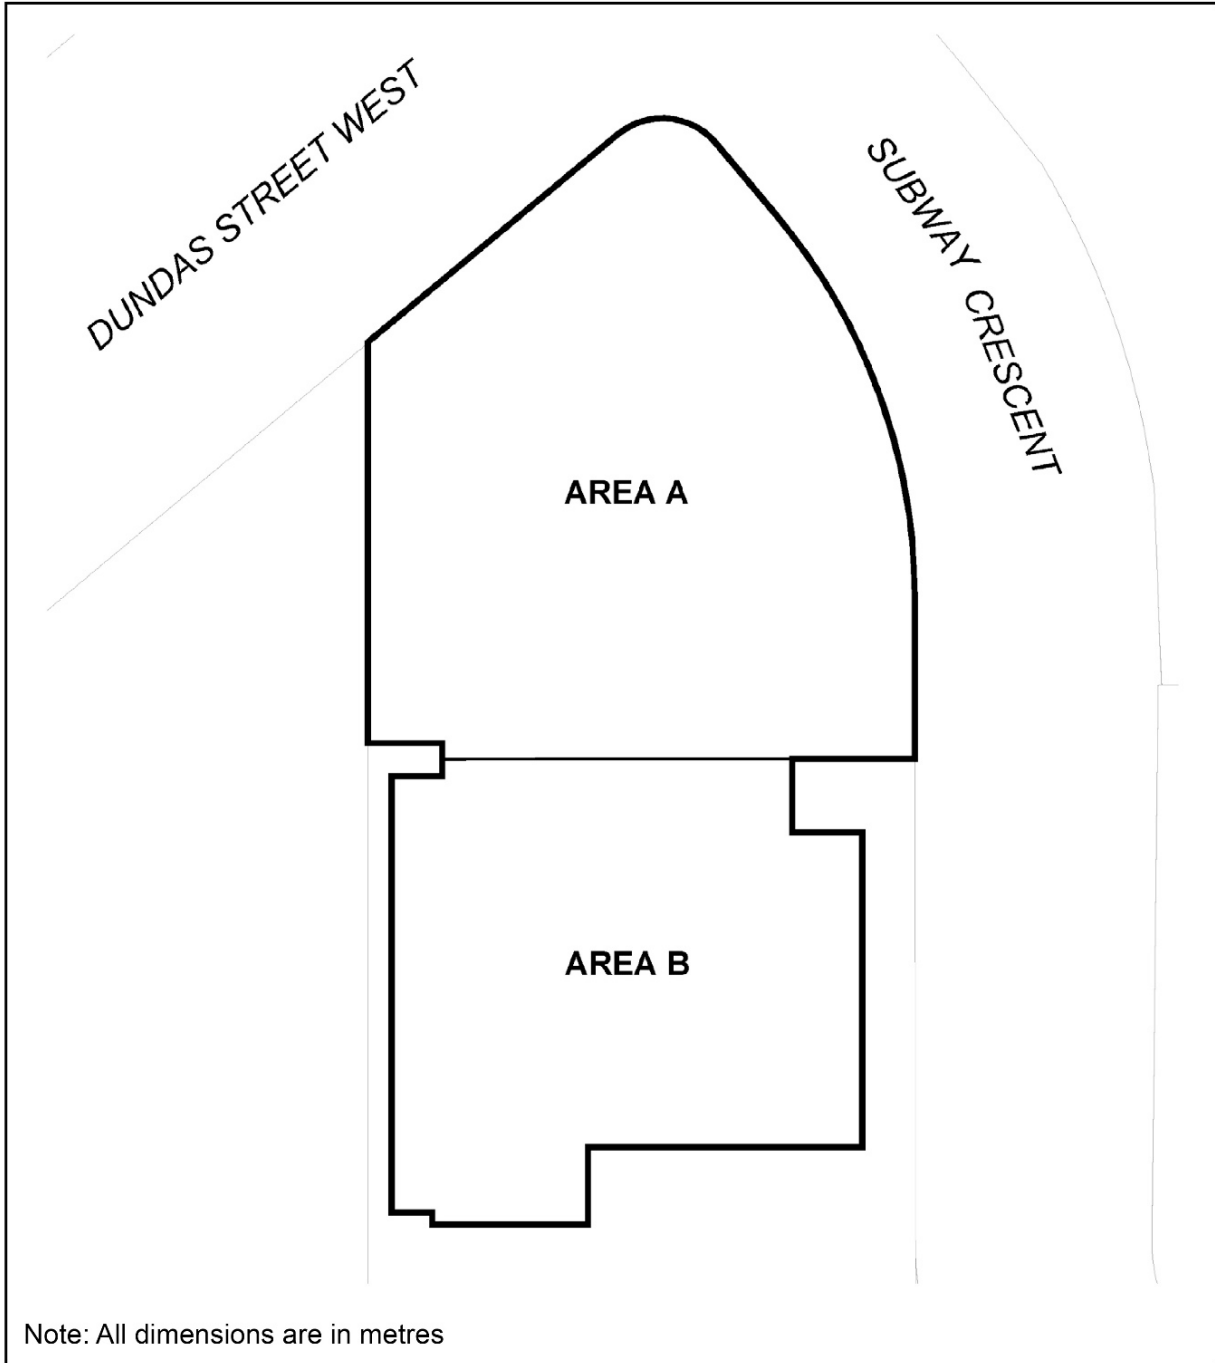 DUNDAS STREET WEST
SUBWAY CRESCENT
AREA A
AREA B
Note: All dimensions are in metres